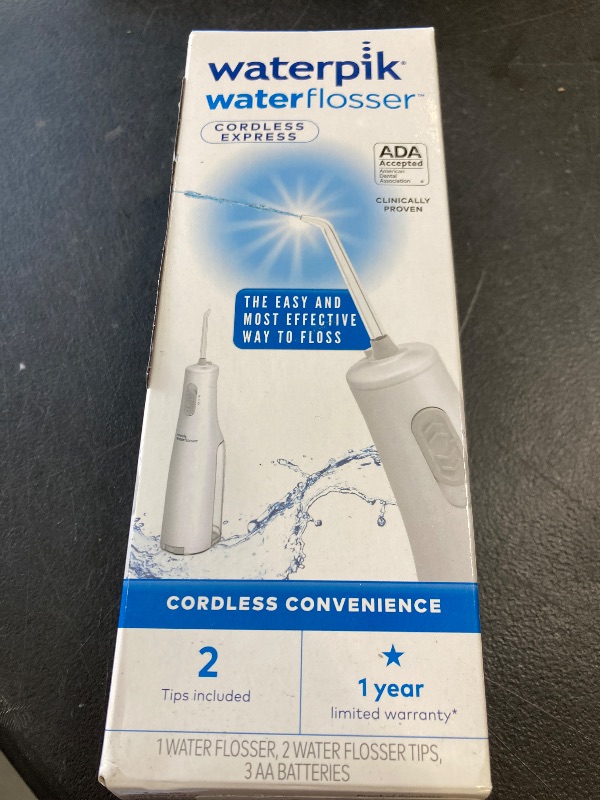 waterpik®
waterflosser™
CORDLESS
EXPRESS
ADA
Accepted
American
Dental
Association
CLINICALLY
PROVEN
THE EASY AND
MOST EFFECTIVE
WAY TO FLOSS
CORDLESS CONVENIENCE
2
Tips included
1 year
limited warranty*
1 WATER FLOSSER, 2 WATER FLOSSER TIPS,
3 AA BATTERIES